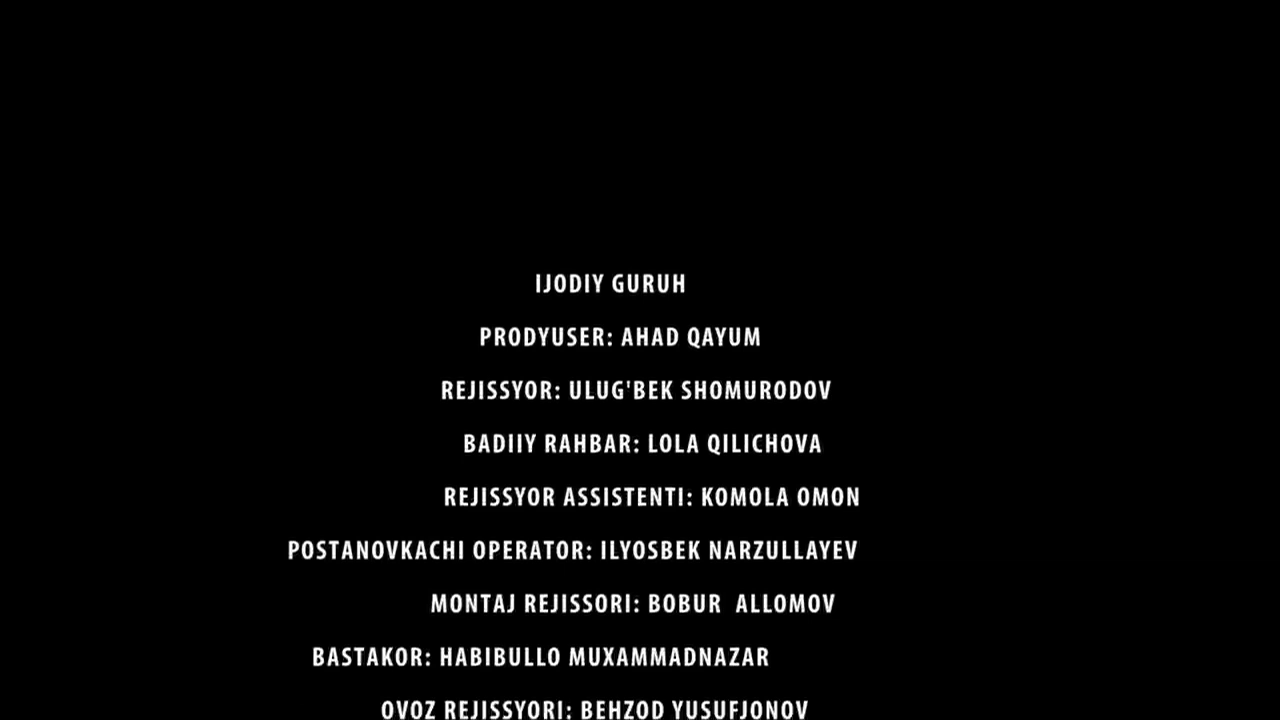 IJODIY GURUH
PRODYUSER: AHAD QAYUM
REJISSYOR: ULUG'BEK SHOMURODOV
BADIIY RAHBAR: LOLA QILICHOVA
REJISSYOR ASSISTENTI: KOMOLA OMON
POSTANOVKACHI OPERATOR: ILYOSBEK NARZULLAYEV
MONTAJ REJISSORI: BOBUR  ALLOMOV
BASTAKOR: HABIBULLO MUXAMMADNAZAR
OVOZ REJISSYORI: BEHZOD YUSUFJONOV